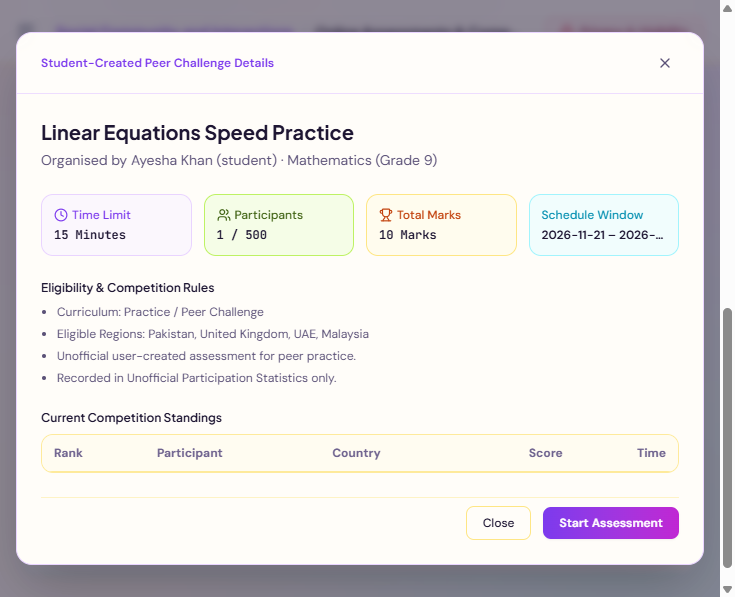 Student-Created Peer Challenge Details
Linear Equations Speed Practice
Organised by Ayesha Khan (student) · Mathematics (Grade 9)
Time Limit
15 Minutes
Participants
1 / 500
Total Marks
10 Marks
Schedule Window
2026-11-21 – 2026-...
Eligibility & Competition Rules
• Curriculum: Practice / Peer Challenge
• Eligible Regions: Pakistan, United Kingdom, UAE, Malaysia
• Unofficial user-created assessment for peer practice.
• Recorded in Unofficial Participation Statistics only.
Current Competition Standings
Rank Participant Country Score Time
Close Start Assessment